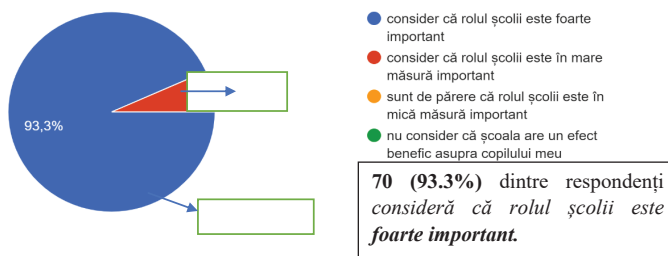 93,3%
consider că rolul școlii este foarte
important
consider că rolul școlii este în mare
măsură important
sunt de părere că rolul școlii este în
mică măsură important
nu consider că școala are un efect
benefic asupra copilului meu
70 (93.3%) dintre respondenți
consideră că rolul școlii este
foarte important.